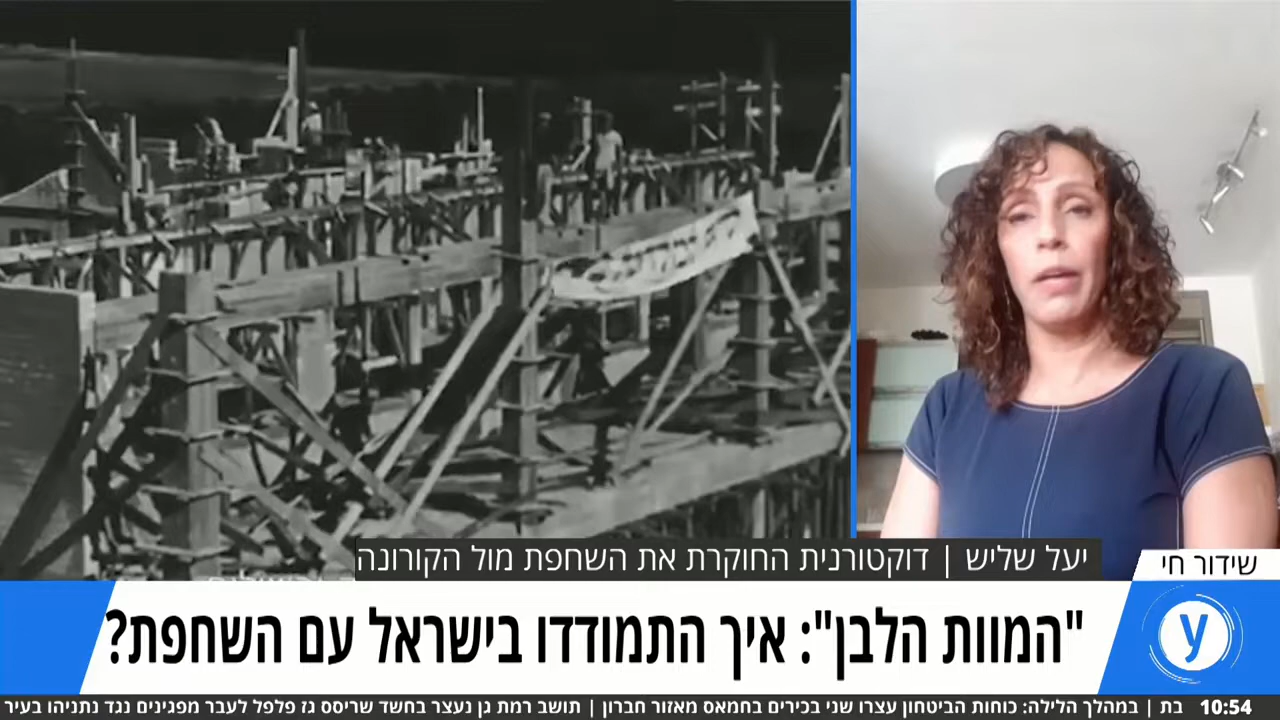 יעל שליש | דוקטורנית החוקרת את השחפת מול הקורונה
שידור חי
"המוות הלבן": איך התמודדו בישראל עם השחפת?
y
10:54 בת | במהלך הלילה: כוחות הביטחון עצרו שני בכירים בחמאס מאזור חברון | תושב רמת גן נעצר בחשד שריסס גז פלפל לעבר מפגינים נגד נתניהו בעיר